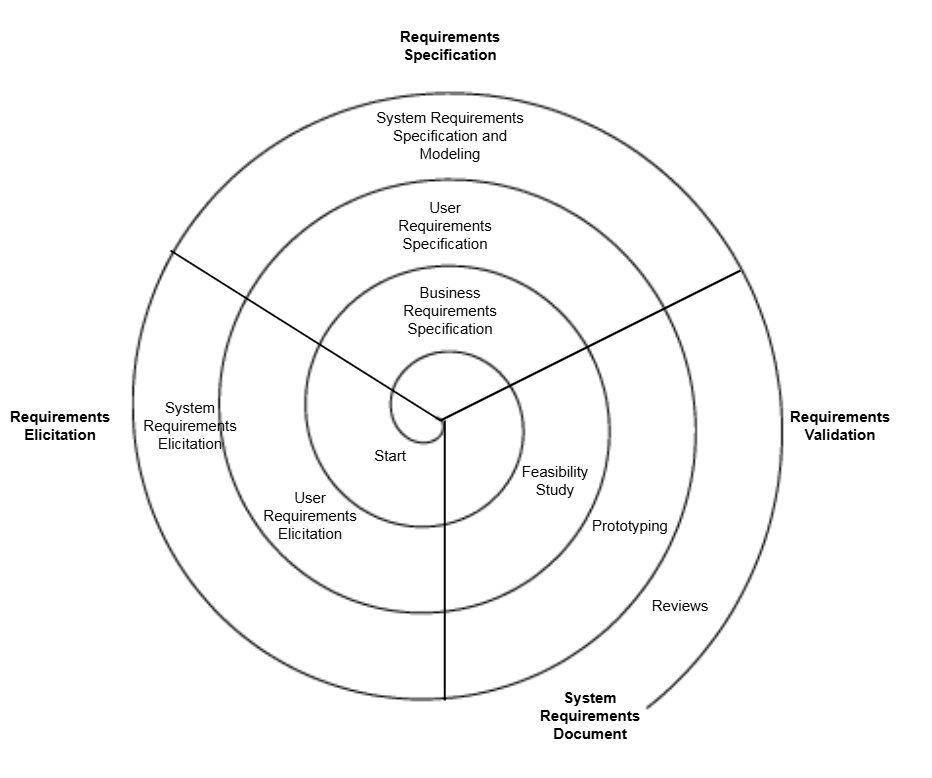 Requirements
Specification
System Requirements
Specification and
Modeling
User
Requirements
Specification
Business
Requirements
Specification
Requirements
Elicitation
System
Requirements
Elicitation
Start
User
Requirements
Elicitation
Feasibility
Study
Prototyping
Reviews
Requirements
Validation
System
Requirements
Document